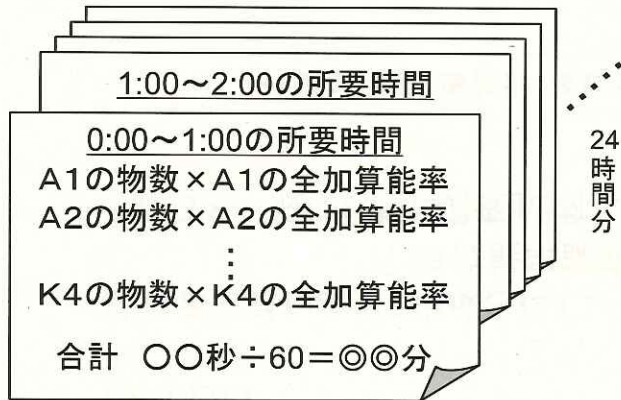 1:00～2:00の所要時間
0:00～1:00の所要時間
A1の物数×A1の全加算能率
A2の物数×A2の全加算能率
⋮
K4の物数×K4の全加算能率
合計 〇〇秒÷60＝◎◎分
24時間分